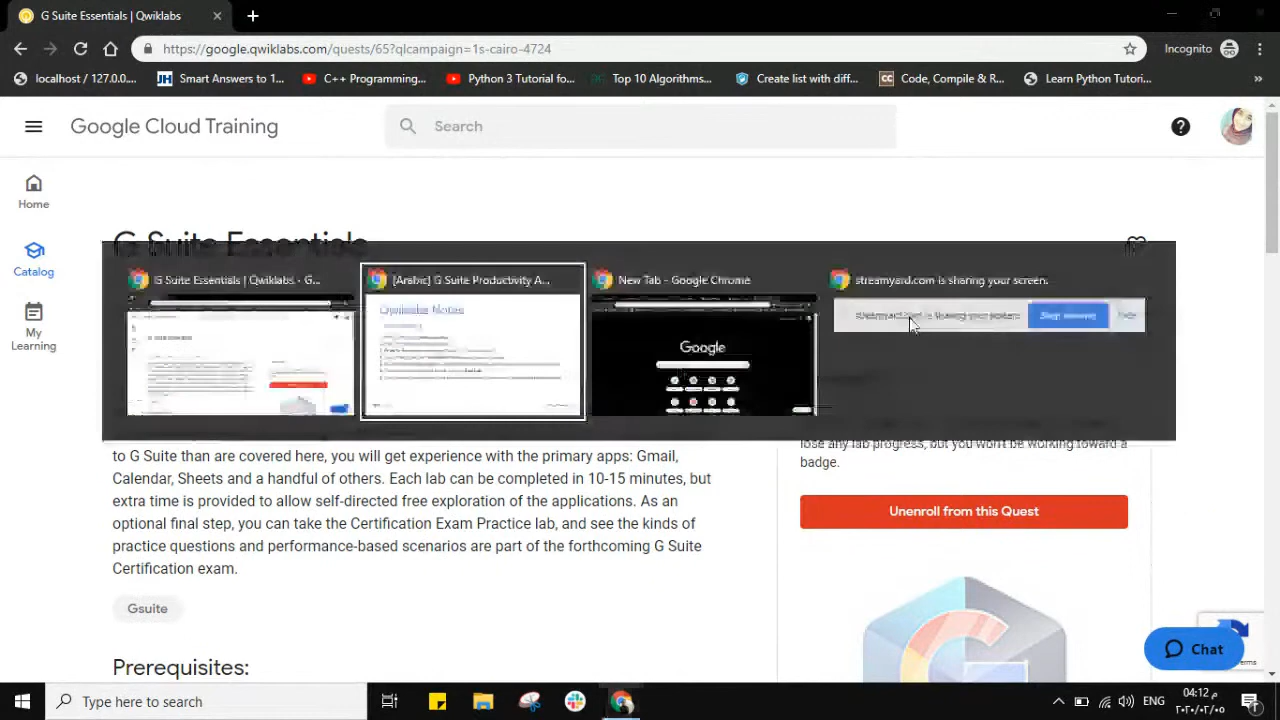 G Suite Essentials | Qwiklabs
https://google.qwiklabs.com/quests/65?qlcampaign=1s-cairo-4724
Incognito
localhost / 127.0.0....
Smart Answers to 1...
C++ Programming...
Python 3 Tutorial fo...
Top 10 Algorithms...
Create list with diff...
Code, Compile & R...
Learn Python Tutori...
Google Cloud Training
Search
Home
Catalog
My
Learning
G Suite Essentials
G Suite Essentials | Qwiklabs - G...
[Arabic] G Suite Productivity A...
New Tab - Google Chrome
streamyard.com is sharing your screen.
Google
lose any lab progress, but you won't be working toward a
badge.
Unenroll from this Quest
to G Suite than are covered here, you will get experience with the primary apps: Gmail,
Calendar, Sheets and a handful of others. Each lab can be completed in 10-15 minutes, but
extra time is provided to allow self-directed free exploration of the applications. As an
optional final step, you can take the Certification Exam Practice lab, and see the kinds of
practice questions and performance-based scenarios are part of the forthcoming G Suite
Certification exam.
Gsuite
Prerequisites:
Chat
Type here to search
ENG
04:12 م